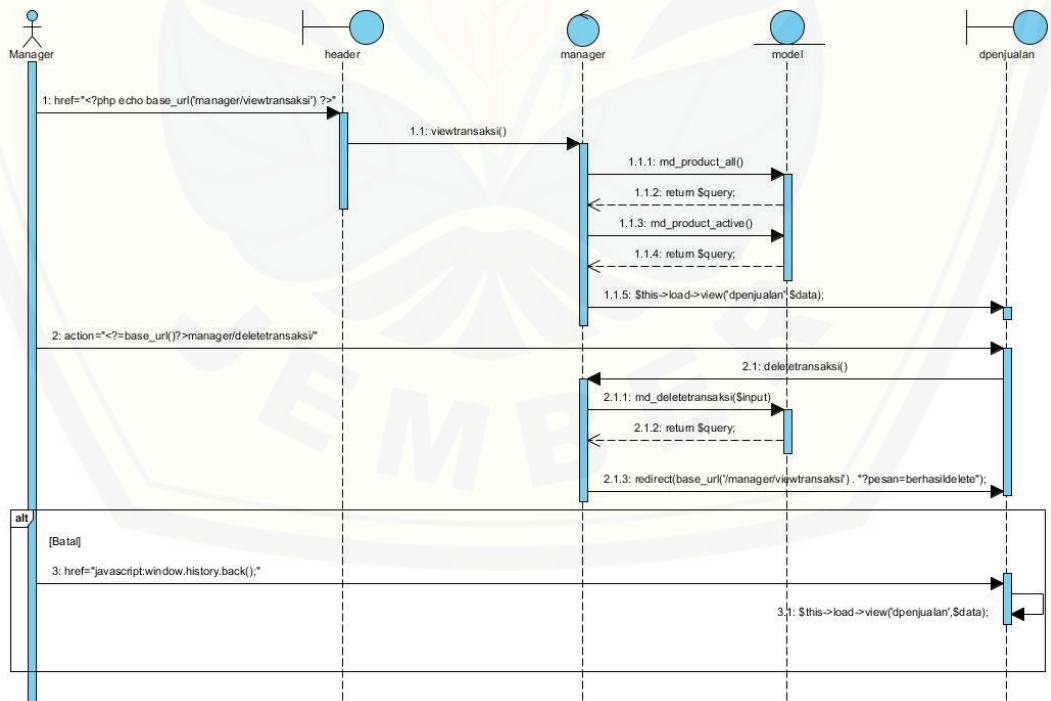 Manager
header
manager
model
dpenjualan
1: href="<?php echo base_url('manager/viewtransaksi') ?>"
1.1: viewtransaksi()
1.1.1: md_product_all()
1.1.2: return $query;
1.1.3: md_product_active()
1.1.4: return $query;
1.1.5: $this->load->view('dpenjualan',$data);
2: action="<?=base_url()?>manager/deletetransaksi/"
2.1: deletetransaksi()
2.1.1: md_deletetransaksi($input)
2.1.2: return $query;
2.1.3: redirect(base_url('/manager/viewtransaksi') . "?pesan=berhasildelete");
alt
[Batal]
3: href="javascript:window.history.back();"
3.1: $this->load->view('dpenjualan',$data);
JEMBER